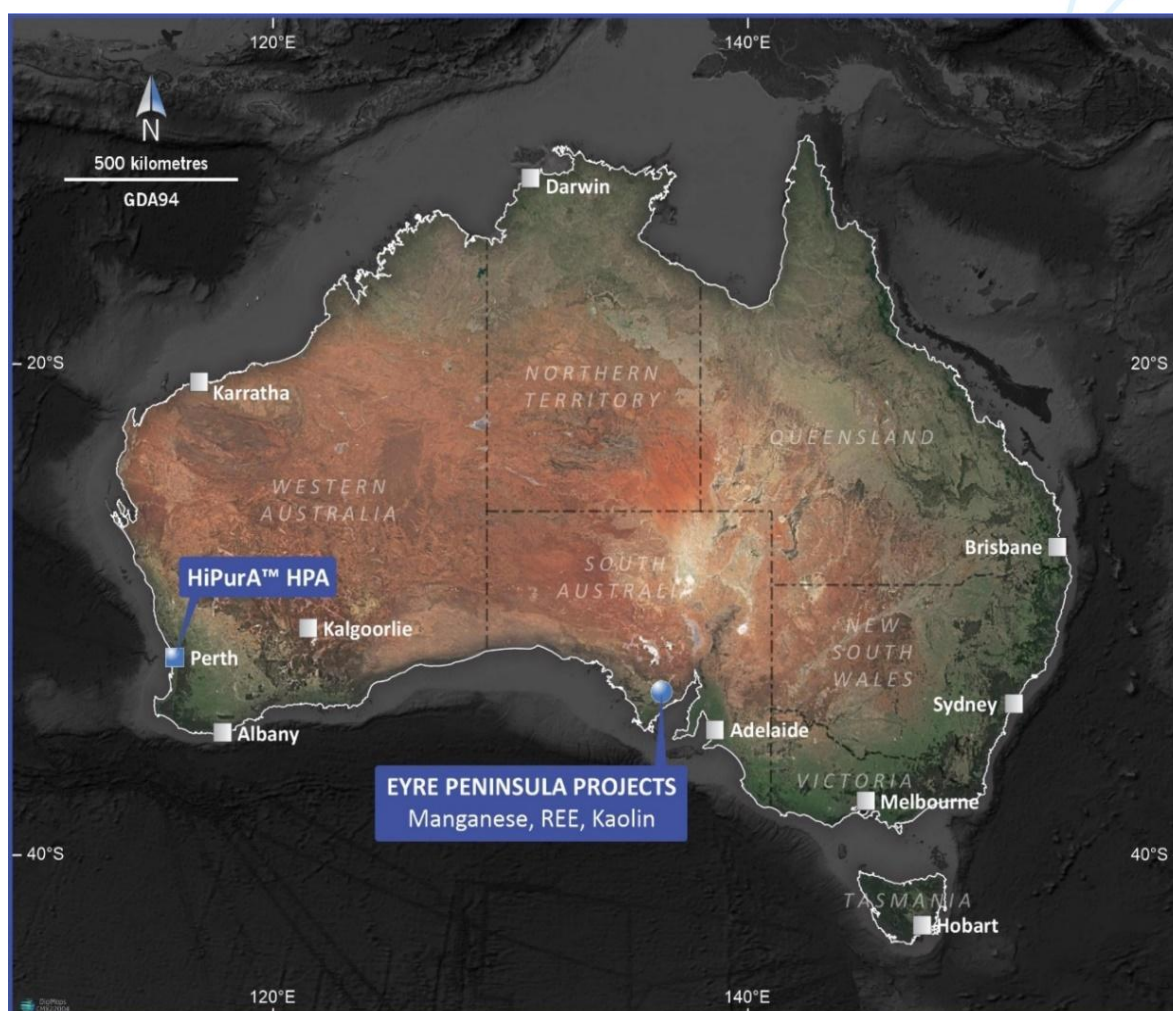 120°E
140°E
N
500 kilometres
GDA94
Darwin
20°S
20°S
Karratha
NORTHERN
TERRITORY
QUEENSLAND
WESTERN
AUSTRALIA
Brisbane
SOUTH
AUSTRALI
HiPurA™ HPA
Kalgoorlie
Perth
NEW
SOUTH
WALES
Sydney
Albany
Adelaide
EYRE PENINSULA PROJECTS
Manganese, REE, Kaolin
VICTORIA
Melbourne
40°S
40°S
TASMANIA
Hobart
120°E
140°E